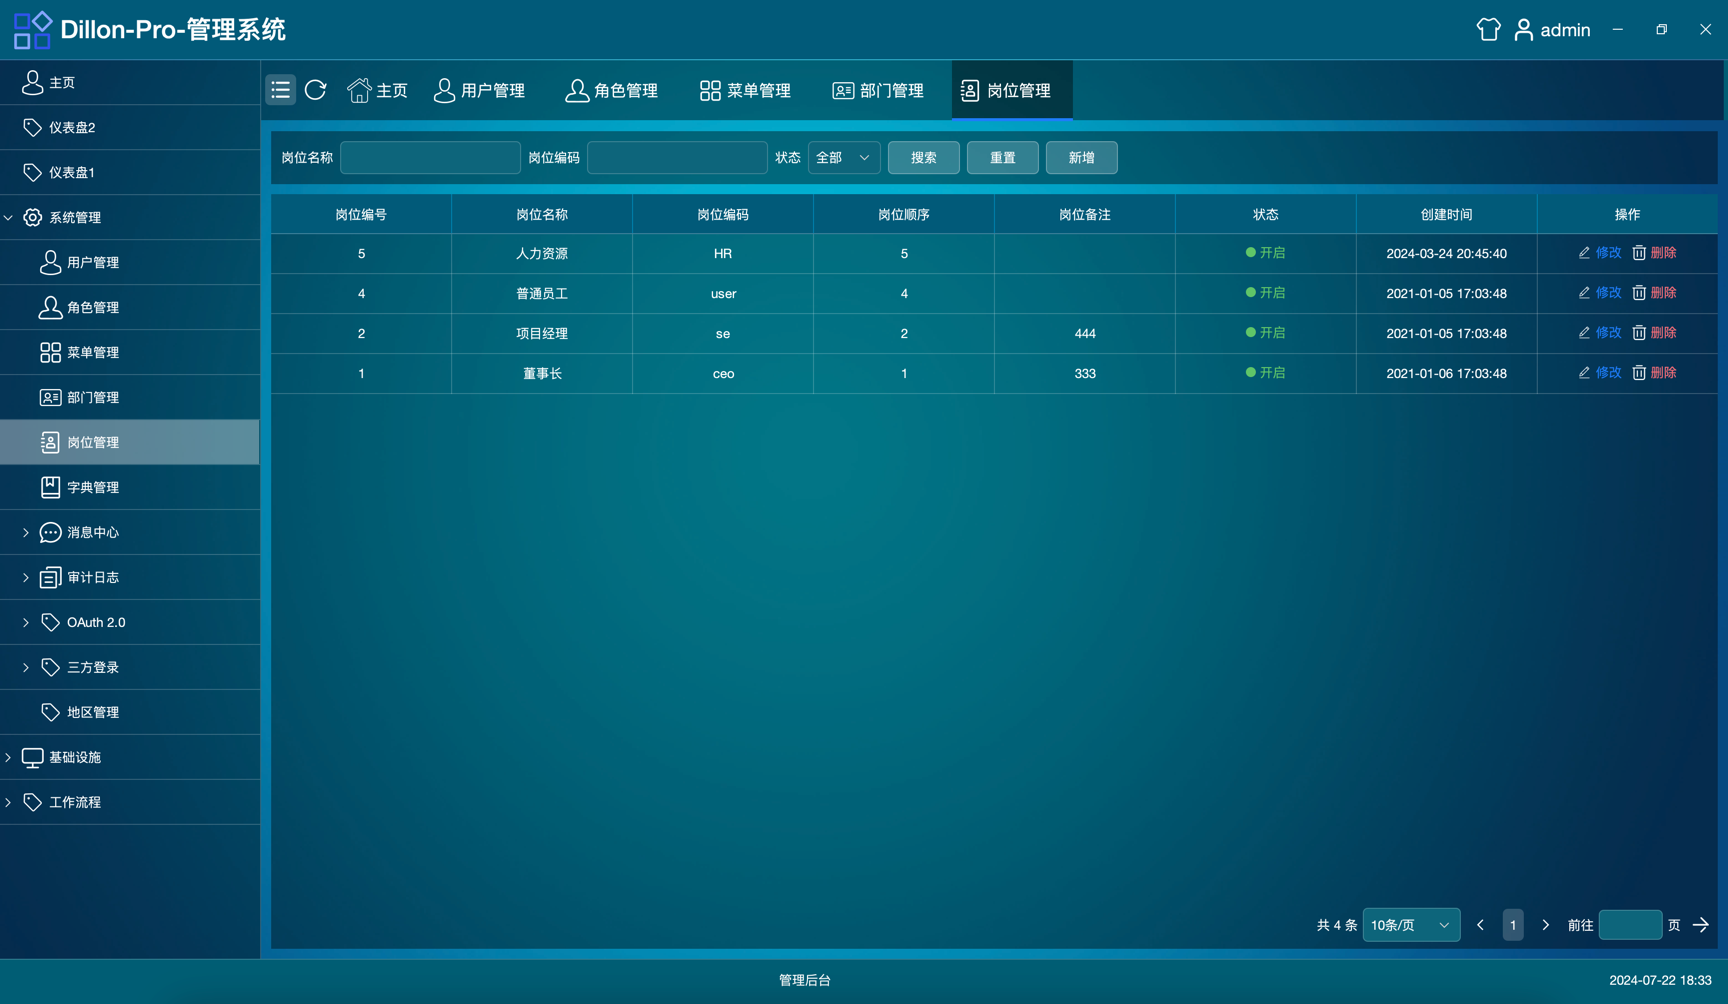 Dillon-Pro-管理系统
admin
主页
仪表盘2
仪表盘1
系统管理
用户管理
角色管理
菜单管理
部门管理
岗位管理
字典管理
消息中心
审计日志
OAuth 2.0
三方登录
地区管理
基础设施
工作流程
主页 用户管理 角色管理 菜单管理 部门管理 岗位管理
岗位名称 岗位编码 状态 全部 搜索 重置 新增
岗位编号 岗位名称 岗位编码 岗位顺序 岗位备注 状态 创建时间 操作
5 人力资源 HR 5 开启 2024-03-24 20:45:40 修改 删除
4 普通员工 user 4 开启 2021-01-05 17:03:48 修改 删除
2 项目经理 se 2 444 开启 2021-01-05 17:03:48 修改 删除
1 董事长 ceo 1 333 开启 2021-01-06 17:03:48 修改 删除
共 4 条 10条/页 1 前往 页
管理后台
2024-07-22 18:33